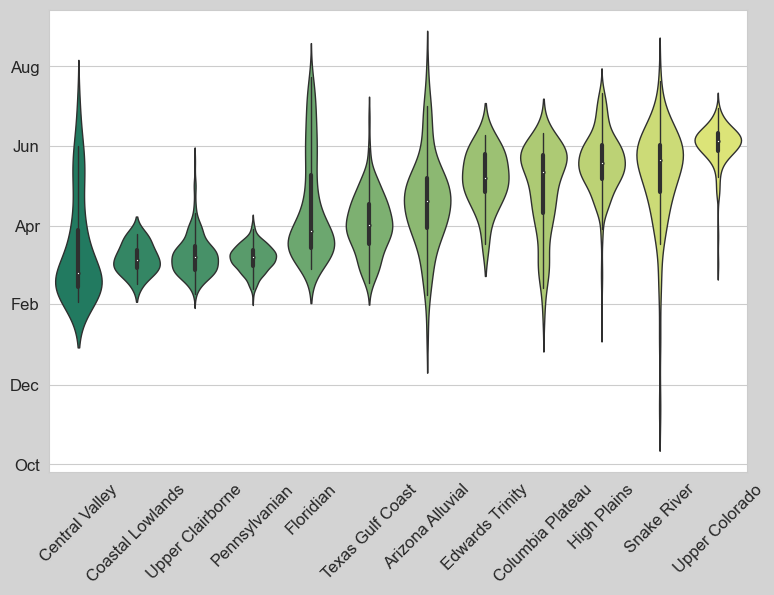 Aug
Jun
Apr
Feb
Dec
Oct
Central Valley
Coastal Lowlands
Upper Clairborne
Pennsylvanian
Floridian
Texas Gulf Coast
Arizona Alluvial
Edwards Trinity
Columbia Plateau
High Plains
Snake River
Upper Colorado